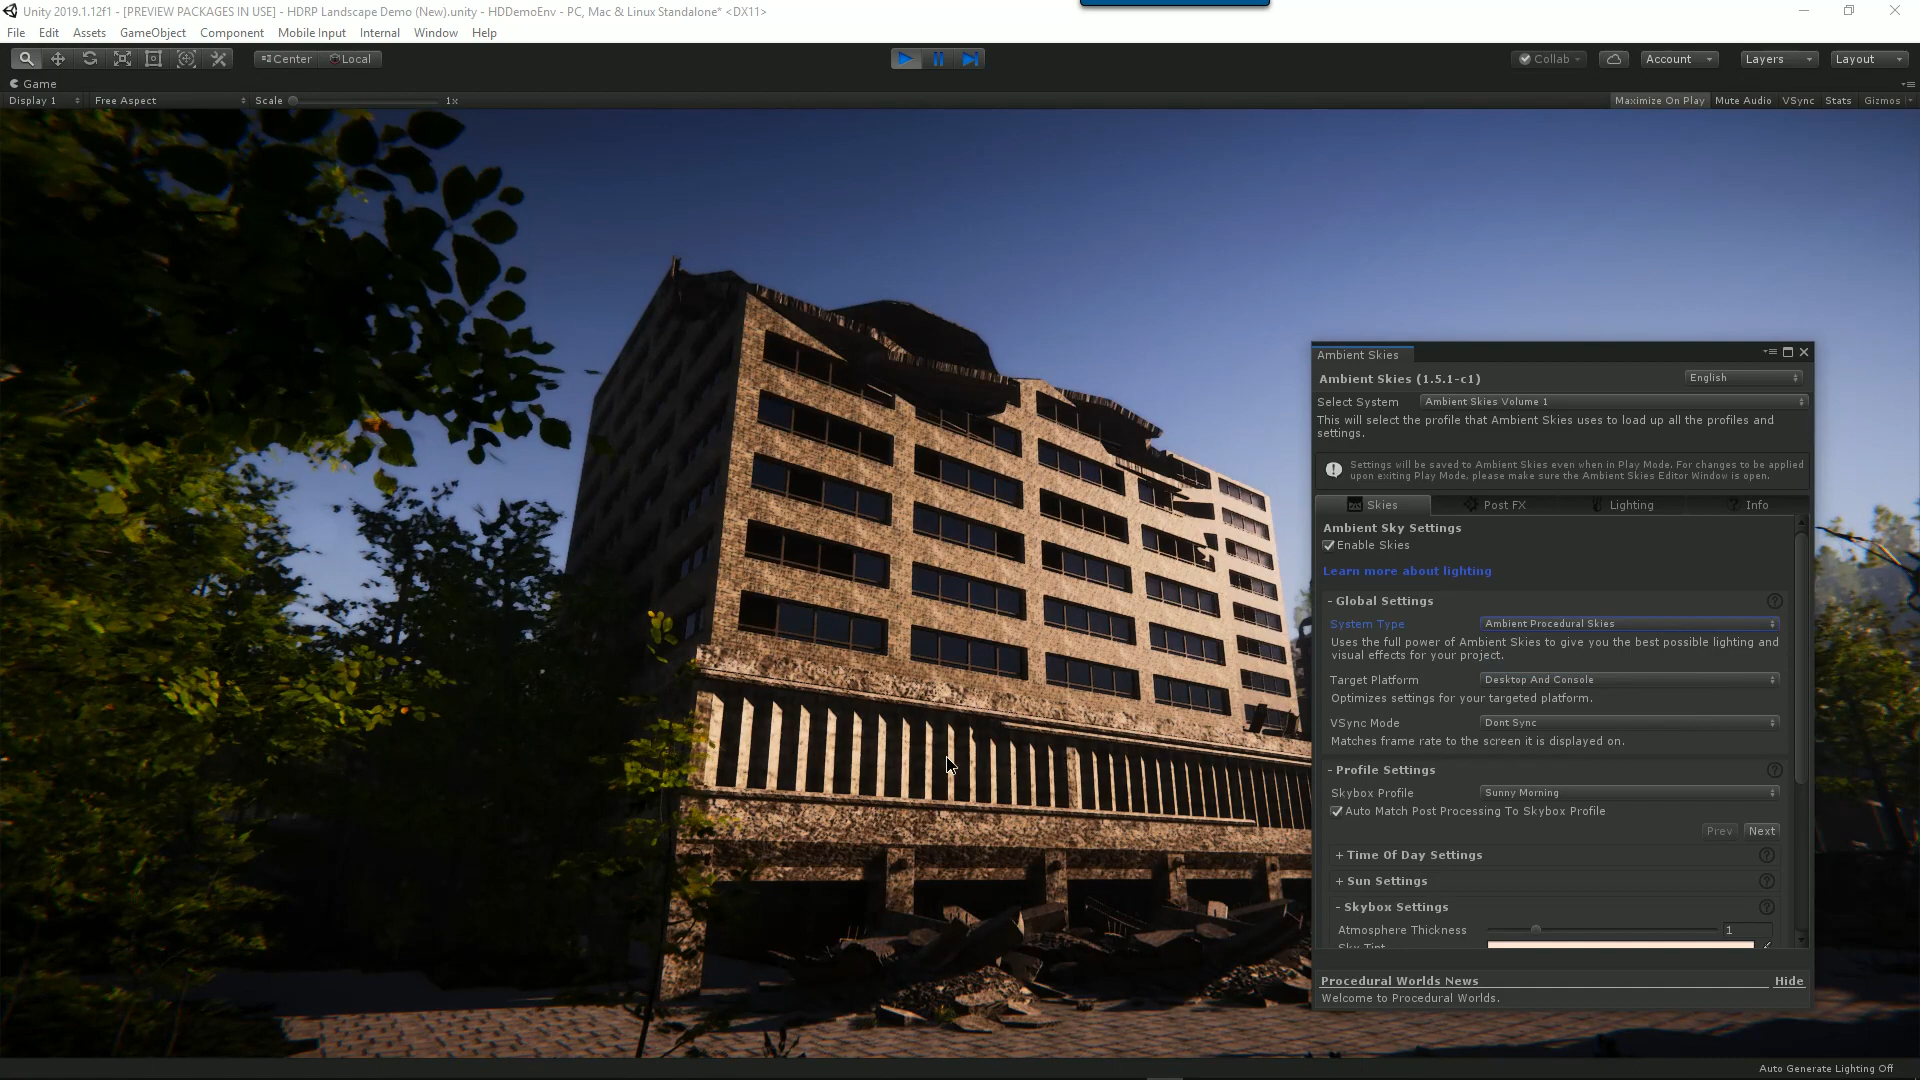 Unity 2019.1.12f1 - [PREVIEW PACKAGES IN USE] - HDRP Landscape Demo (New).unity - HDDemoEnv - PC, Mac & Linux Standalone* <DX11>
File Edit Assets GameObject Component Mobile Input Internal Window Help
Center Local Collab Account Layers Layout
Game
Display 1 Free Aspect Scale 1x Maximize On Play Mute Audio VSync Stats Gizmos
Ambient Skies
Ambient Skies (1.5.1-c1) English
Select System Ambient Skies Volume 1
This will select the profile that Ambient Skies uses to load up all the profiles and
settings.
Settings will be saved to Ambient Skies even when in Play Mode. For changes to be applied
upon exiting Play Mode, please make sure the Ambient Skies Editor Window is open.
Skies Post FX Lighting Info
Ambient Sky Settings
Enable Skies
Learn more about lighting
- Global Settings
System Type Ambient Procedural Skies
Uses the full power of Ambient Skies to give you the best possible lighting and
visual effects for your project.
Target Platform Desktop And Console
Optimizes settings for your targeted platform.
VSync Mode Dont Sync
Matches frame rate to the screen it is displayed on.
- Profile Settings
Skybox Profile Sunny Morning
Auto Match Post Processing To Skybox Profile
Prev Next
+ Time Of Day Settings
+ Sun Settings
- Skybox Settings
Atmosphere Thickness 1
Sky Tint
Procedural Worlds News Hide
Welcome to Procedural Worlds.
Auto Generate Lighting Off